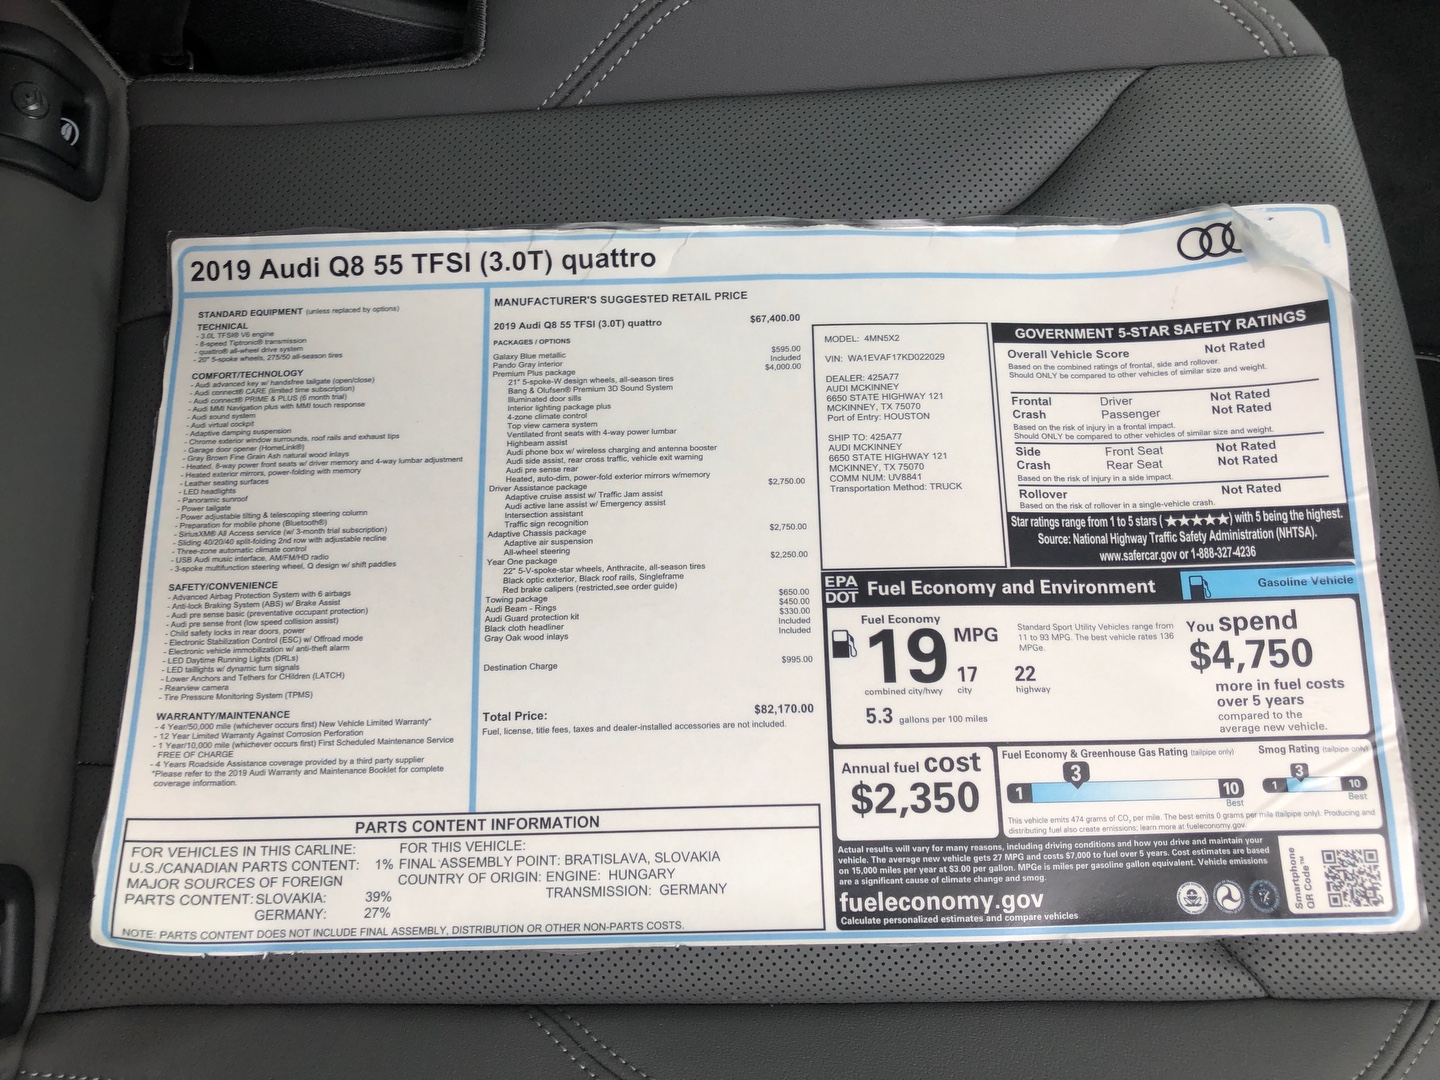 2019 Audi Q8 55 TFSI (3.0T) quattro
STANDARD EQUIPMENT (unless replaced by options)
TECHNICAL
- 3.0L TFSI® V6 engine
- 8-speed Tiptronic® transmission
- quattro® all-wheel drive system
- 20" 5-spoke wheels, 275/50 all-season tires
COMFORT/TECHNOLOGY
- Audi advanced key w/ handsfree tailgate (open/close)
- Audi connect® CARE (limited time subscription)
- Audi connect® PRIME & PLUS (6 month trial)
- Audi MMI Navigation plus with MMI touch response
- Audi sound system
- Audi virtual cockpit
- Adaptive damping suspension
- Chrome exterior window surrounds, roof rails and exhaust tips
- Garage door opener (HomeLink®)
- Gray Brown Fine Grain Ash natural wood inlays
- Heated, 8-way power front seats w/ driver memory and 4-way lumbar adjustment
- Heated exterior mirrors, power-folding with memory
- Leather seating surfaces
- LED headlights
- Panoramic sunroof
- Power tailgate
- Power adjustable tilting & telescoping steering column
- Preparation for mobile phone (Bluetooth®)
- SiriusXM® All Access service (w/ 3-month trial subscription)
- Sliding 40/20/40 split-folding 2nd row with adjustable recline
- Three-zone automatic climate control
- USB Audi music interface, AM/FM/HD radio
- 3-spoke multifunction steering wheel, Q design w/ shift paddles
SAFETY/CONVENIENCE
- Advanced Airbag Protection System with 6 airbags
- Anti-lock Braking System (ABS) w/ Brake Assist
- Audi pre sense basic (preventative occupant protection)
- Audi pre sense front (low speed collision assist)
- Child safety locks in rear doors, power
- Electronic Stabilization Control (ESC) w/ Offroad mode
- Electronic vehicle immobilization w/ anti-theft alarm
- LED Daytime Running Lights (DRLs)
- LED taillights w/ dynamic turn signals
- Lower Anchors and Tethers for CHildren (LATCH)
- Rearview camera
- Tire Pressure Monitoring System (TPMS)
WARRANTY/MAINTENANCE
- 4 Year/50,000 mile (whichever occurs first) New Vehicle Limited Warranty*
- 12 Year Limited Warranty Against Corrosion Perforation
- 1 Year/10,000 mile (whichever occurs first) First Scheduled Maintenance Service
FREE OF CHARGE
- 4 Years Roadside Assistance coverage provided by a third party supplier
*Please refer to the 2019 Audi Warranty and Maintenance Booklet for complete
coverage information.
MANUFACTURER'S SUGGESTED RETAIL PRICE
2019 Audi Q8 55 TFSI (3.0T) quattro $67,400.00
PACKAGES / OPTIONS
Galaxy Blue metallic $595.00
Pando Gray interior Included
Premium Plus package $4,000.00
21" 5-spoke-W design wheels, all-season tires
Bang & Olufsen® Premium 3D Sound System
Illuminated door sills
Interior lighting package plus
4-zone climate control
Top view camera system
Ventilated front seats with 4-way power lumbar
Highbeam assist
Audi phone box w/ wireless charging and antenna booster
Audi side assist, rear cross traffic, vehicle exit warning
Audi pre sense rear
Heated, auto-dim, power-fold exterior mirrors w/memory
Driver Assistance package $2,750.00
Adaptive cruise assist w/ Traffic Jam assist
Audi active lane assist w/ Emergency assist
Intersection assistant
Traffic sign recognition
Adaptive Chassis package $2,750.00
Adaptive air suspension
All-wheel steering
Year One package $2,250.00
22" 5-V-spoke-star wheels, Anthracite, all-season tires
Black optic exterior, Black roof rails, Singleframe
Red brake calipers (restricted,see order guide)
Towing package $650.00
Audi Beam - Rings $450.00
Audi Guard protection kit $330.00
Black cloth headliner Included
Gray Oak wood inlays Included
Destination Charge $995.00
Total Price: $82,170.00
Fuel, license, title fees, taxes and dealer-installed accessories are not included.
MODEL: 4MN5X2
VIN: WA1EVAF17KD022029
DEALER: 425A77
AUDI MCKINNEY
6650 STATE HIGHWAY 121
MCKINNEY, TX 75070
Port of Entry: HOUSTON
SHIP TO: 425A77
AUDI MCKINNEY
6650 STATE HIGHWAY 121
MCKINNEY, TX 75070
COMM NUM: UV8841
Transportation Method: TRUCK
GOVERNMENT 5-STAR SAFETY RATINGS
Overall Vehicle Score Not Rated
Based on the combined ratings of frontal, side and rollover.
Should ONLY be compared to other vehicles of similar size and weight.
Frontal Driver Not Rated
Crash Passenger Not Rated
Based on the risk of injury in a frontal impact.
Should ONLY be compared to other vehicles of similar size and weight.
Side Front Seat Not Rated
Crash Rear Seat Not Rated
Based on the risk of injury in a side impact.
Rollover Not Rated
Based on the risk of rollover in a single-vehicle crash.
Star ratings range from 1 to 5 stars (★★★★★) with 5 being the highest.
Source: National Highway Traffic Safety Administration (NHTSA).
www.safercar.gov or 1-888-327-4236
EPA
DOT Fuel Economy and Environment
Gasoline Vehicle
Fuel Economy
19 MPG
combined city/hwy
17
city
22
highway
5.3 gallons per 100 miles
Standard Sport Utility Vehicles range from
11 to 93 MPG. The best vehicle rates 136
MPGe.
You spend
$4,750
more in fuel costs
over 5 years
compared to the
average new vehicle.
Annual fuel cost
$2,350
Fuel Economy & Greenhouse Gas Rating (tailpipe only)
3
1 10
Best
Smog Rating (tailpipe only)
3
1 10
Best
This vehicle emits 474 grams of CO2 per mile. The best emits 0 grams per mile (tailpipe only). Producing and
distributing fuel also create emissions; learn more at fueleconomy.gov.
Actual results will vary for many reasons, including driving conditions and how you drive and maintain your
vehicle. The average new vehicle gets 27 MPG and costs $7,000 to fuel over 5 years. Cost estimates are based
on 15,000 miles per year at $3.00 per gallon. MPGe is miles per gasoline gallon equivalent. Vehicle emissions
are a significant cause of climate change and smog.
fueleconomy.gov
Calculate personalized estimates and compare vehicles
Smartphone
QR Code™
PARTS CONTENT INFORMATION
FOR VEHICLES IN THIS CARLINE:
U.S./CANADIAN PARTS CONTENT: 1%
MAJOR SOURCES OF FOREIGN
PARTS CONTENT: SLOVAKIA: 39%
GERMANY: 27%
FOR THIS VEHICLE:
FINAL ASSEMBLY POINT: BRATISLAVA, SLOVAKIA
COUNTRY OF ORIGIN: ENGINE: HUNGARY
TRANSMISSION: GERMANY
NOTE: PARTS CONTENT DOES NOT INCLUDE FINAL ASSEMBLY, DISTRIBUTION OR OTHER NON-PARTS COSTS.